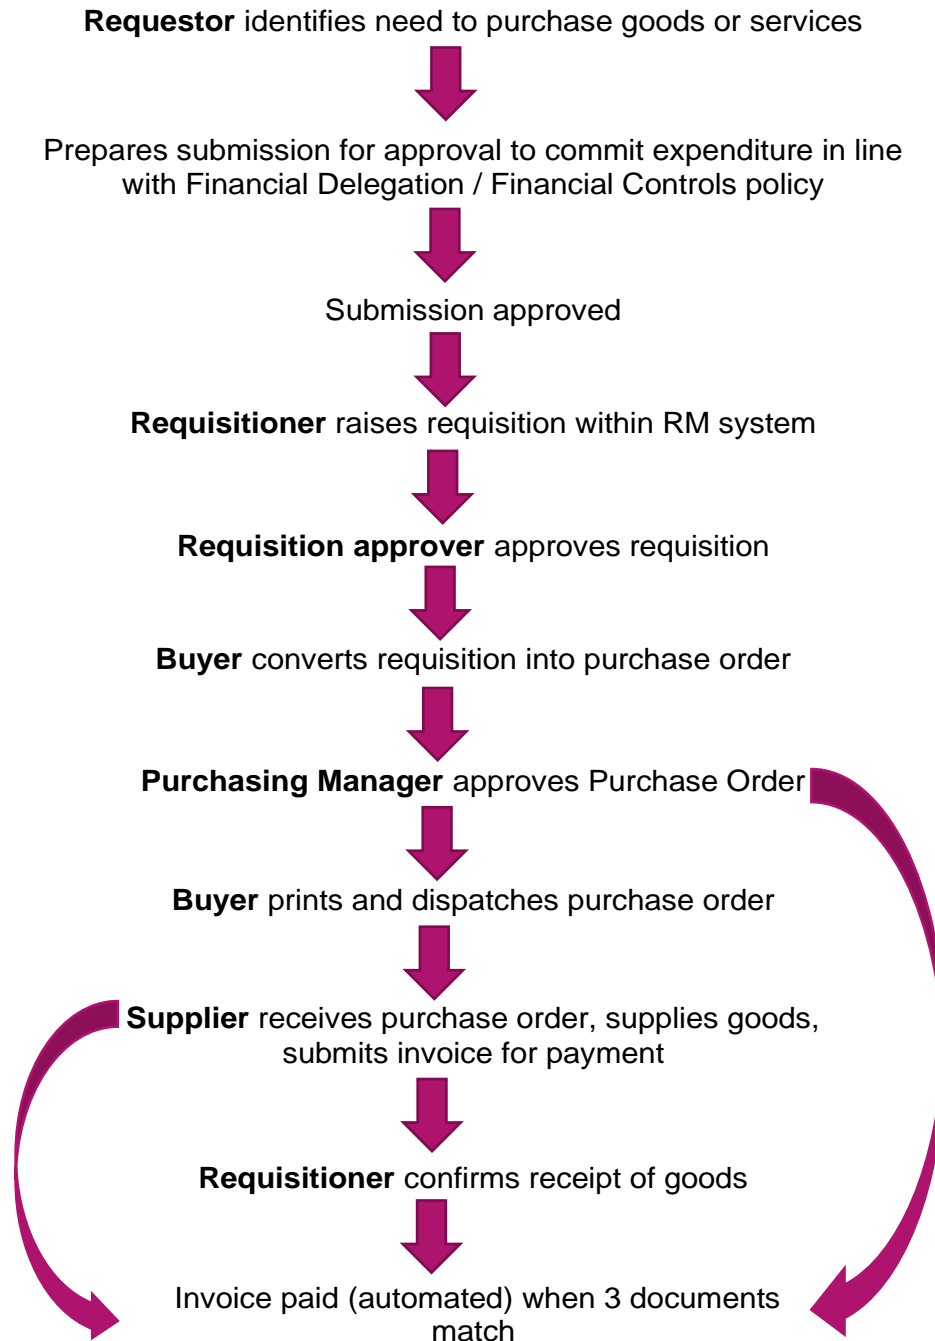 Requestor identifies need to purchase goods or services
Prepares submission for approval to commit expenditure in line
with Financial Delegation / Financial Controls policy
Submission approved
Requisitioner raises requisition within RM system
Requisition approver approves requisition
Buyer converts requisition into purchase order
Purchasing Manager approves Purchase Order
Buyer prints and dispatches purchase order
Supplier receives purchase order, supplies goods,
submits invoice for payment
Requisitioner confirms receipt of goods
Invoice paid (automated) when 3 documents
match